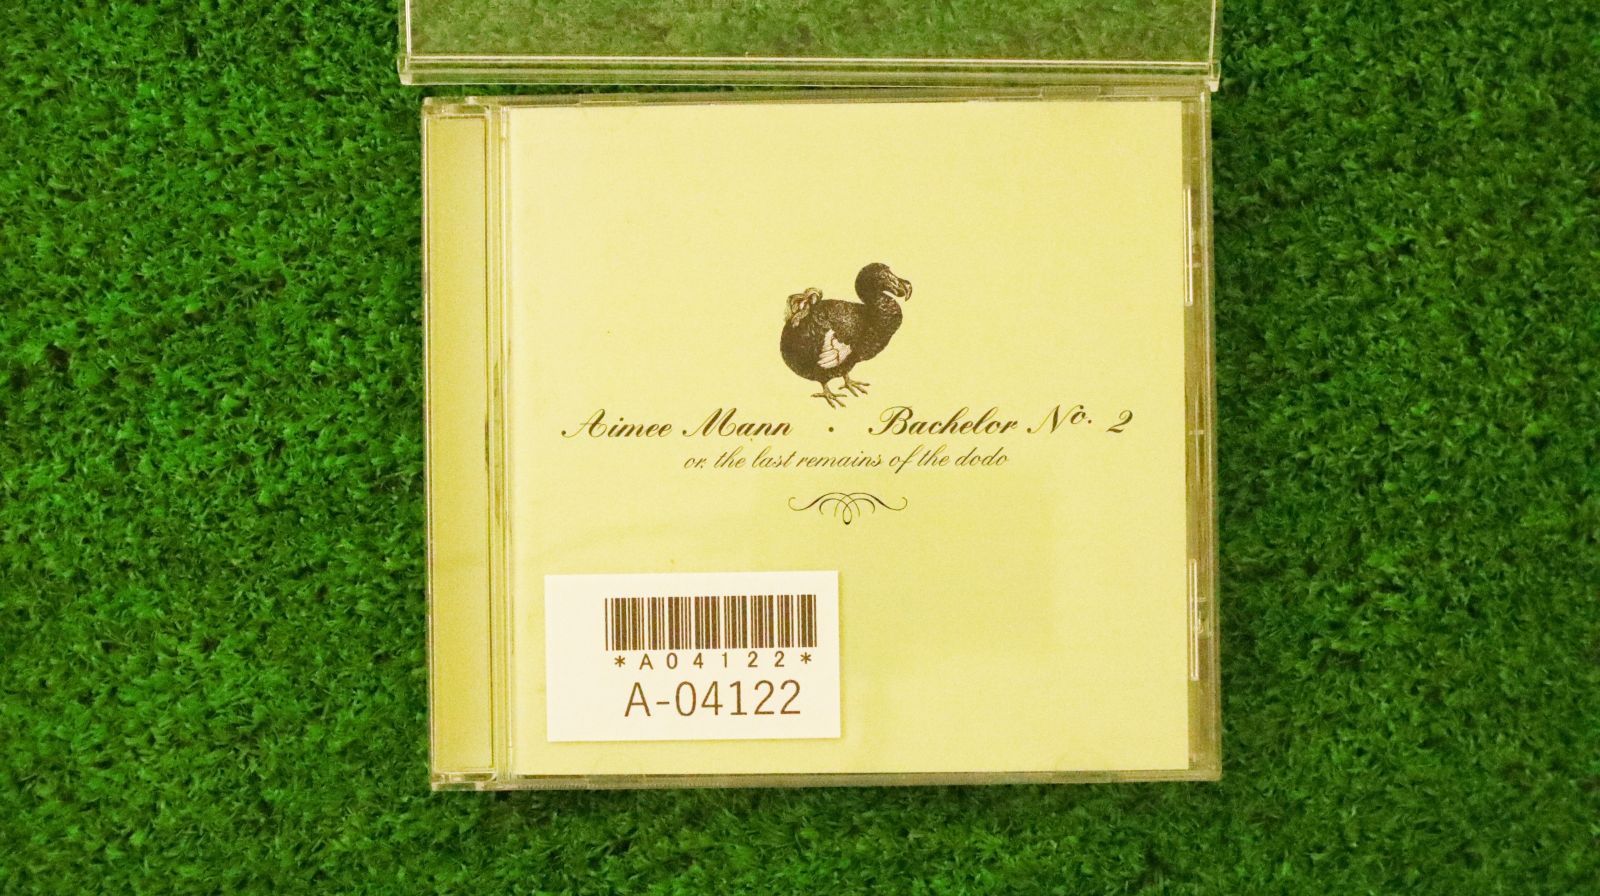 Aimee Mann · Bachelor No. 2
or, the last remains of the dodo
*A04122*
A-04122